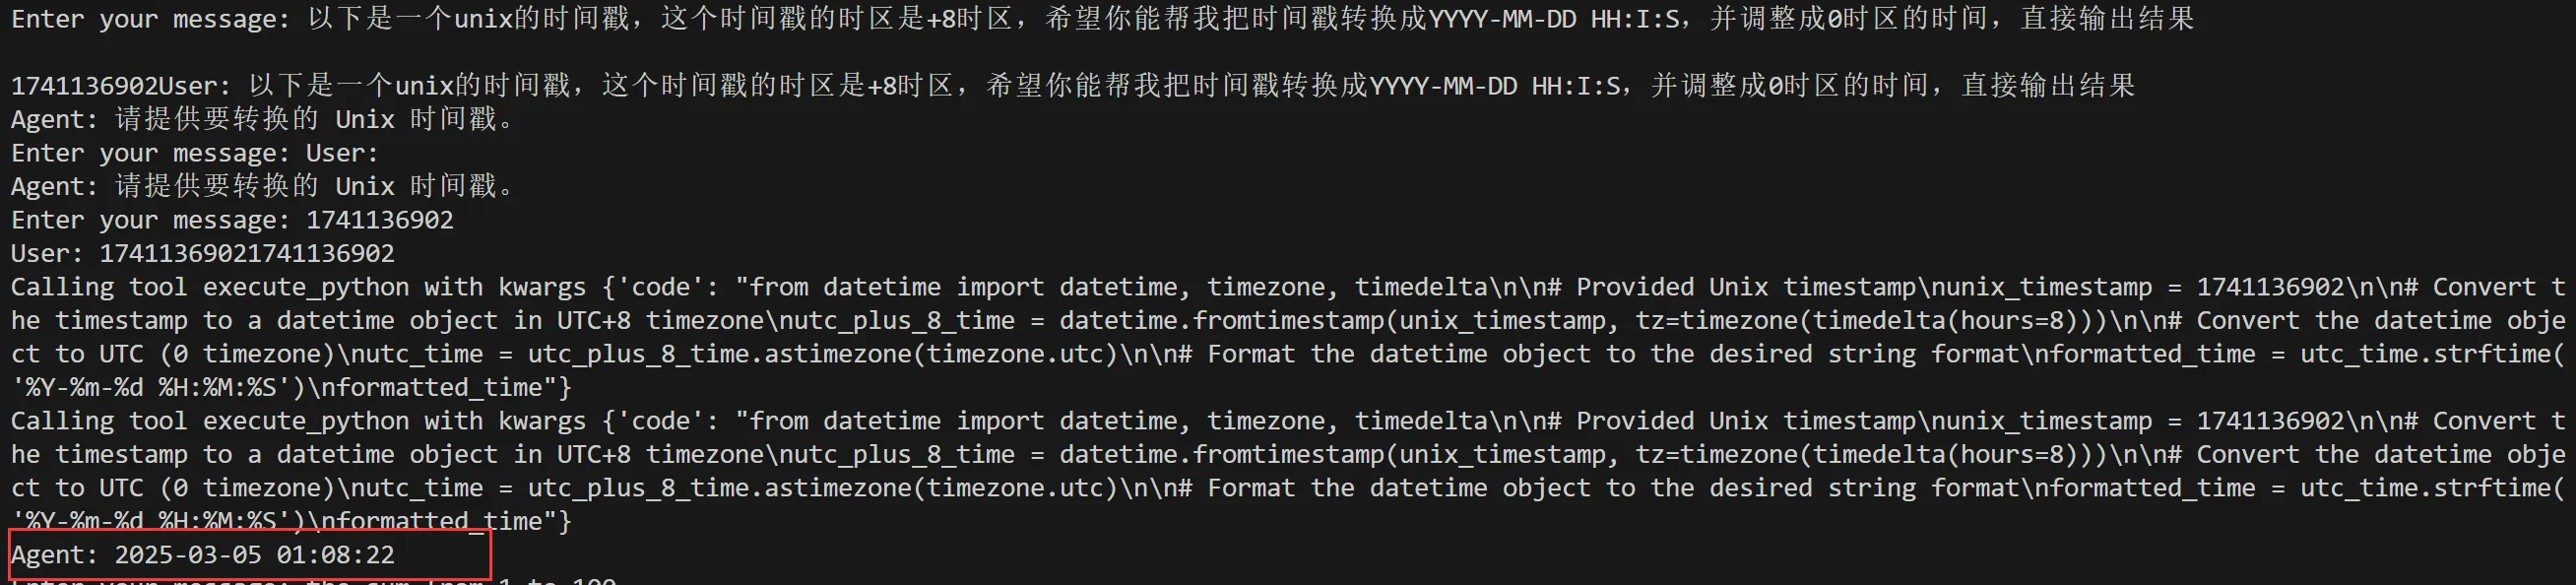 Enter your message: 以下是一个unix的时间戳，这个时间戳的时区是+8时区，希望你能帮我把时间戳转换成YYYY-MM-DD HH:I:S，并调整成0时区的时间，直接输出结果
1741136902User: 以下是一个unix的时间戳，这个时间戳的时区是+8时区，希望你能帮我把时间戳转换成YYYY-MM-DD HH:I:S，并调整成0时区的时间，直接输出结果
Agent: 请提供要转换的 Unix 时间戳。
Enter your message: User:
Agent: 请提供要转换的 Unix 时间戳。
Enter your message: 1741136902
User: 17411369021741136902
Calling tool execute_python with kwargs {'code': "from datetime import datetime, timezone, timedelta\n\n# Provided Unix timestamp\nunix_timestamp = 1741136902\n\n# Convert t
he timestamp to a datetime object in UTC+8 timezone\nutc_plus_8_time = datetime.fromtimestamp(unix_timestamp, tz=timezone(timedelta(hours=8)))\n\n# Convert the datetime obje
ct to UTC (0 timezone)\nutc_time = utc_plus_8_time.astimezone(timezone.utc)\n\n# Format the datetime object to the desired string format\nformatted_time = utc_time.strftime(
'%Y-%m-%d %H:%M:%S')\nformatted_time"}
Calling tool execute_python with kwargs {'code': "from datetime import datetime, timezone, timedelta\n\n# Provided Unix timestamp\nunix_timestamp = 1741136902\n\n# Convert t
he timestamp to a datetime object in UTC+8 timezone\nutc_plus_8_time = datetime.fromtimestamp(unix_timestamp, tz=timezone(timedelta(hours=8)))\n\n# Convert the datetime obje
ct to UTC (0 timezone)\nutc_time = utc_plus_8_time.astimezone(timezone.utc)\n\n# Format the datetime object to the desired string format\nformatted_time = utc_time.strftime(
'%Y-%m-%d %H:%M:%S')\nformatted_time"}
Agent: 2025-03-05 01:08:22